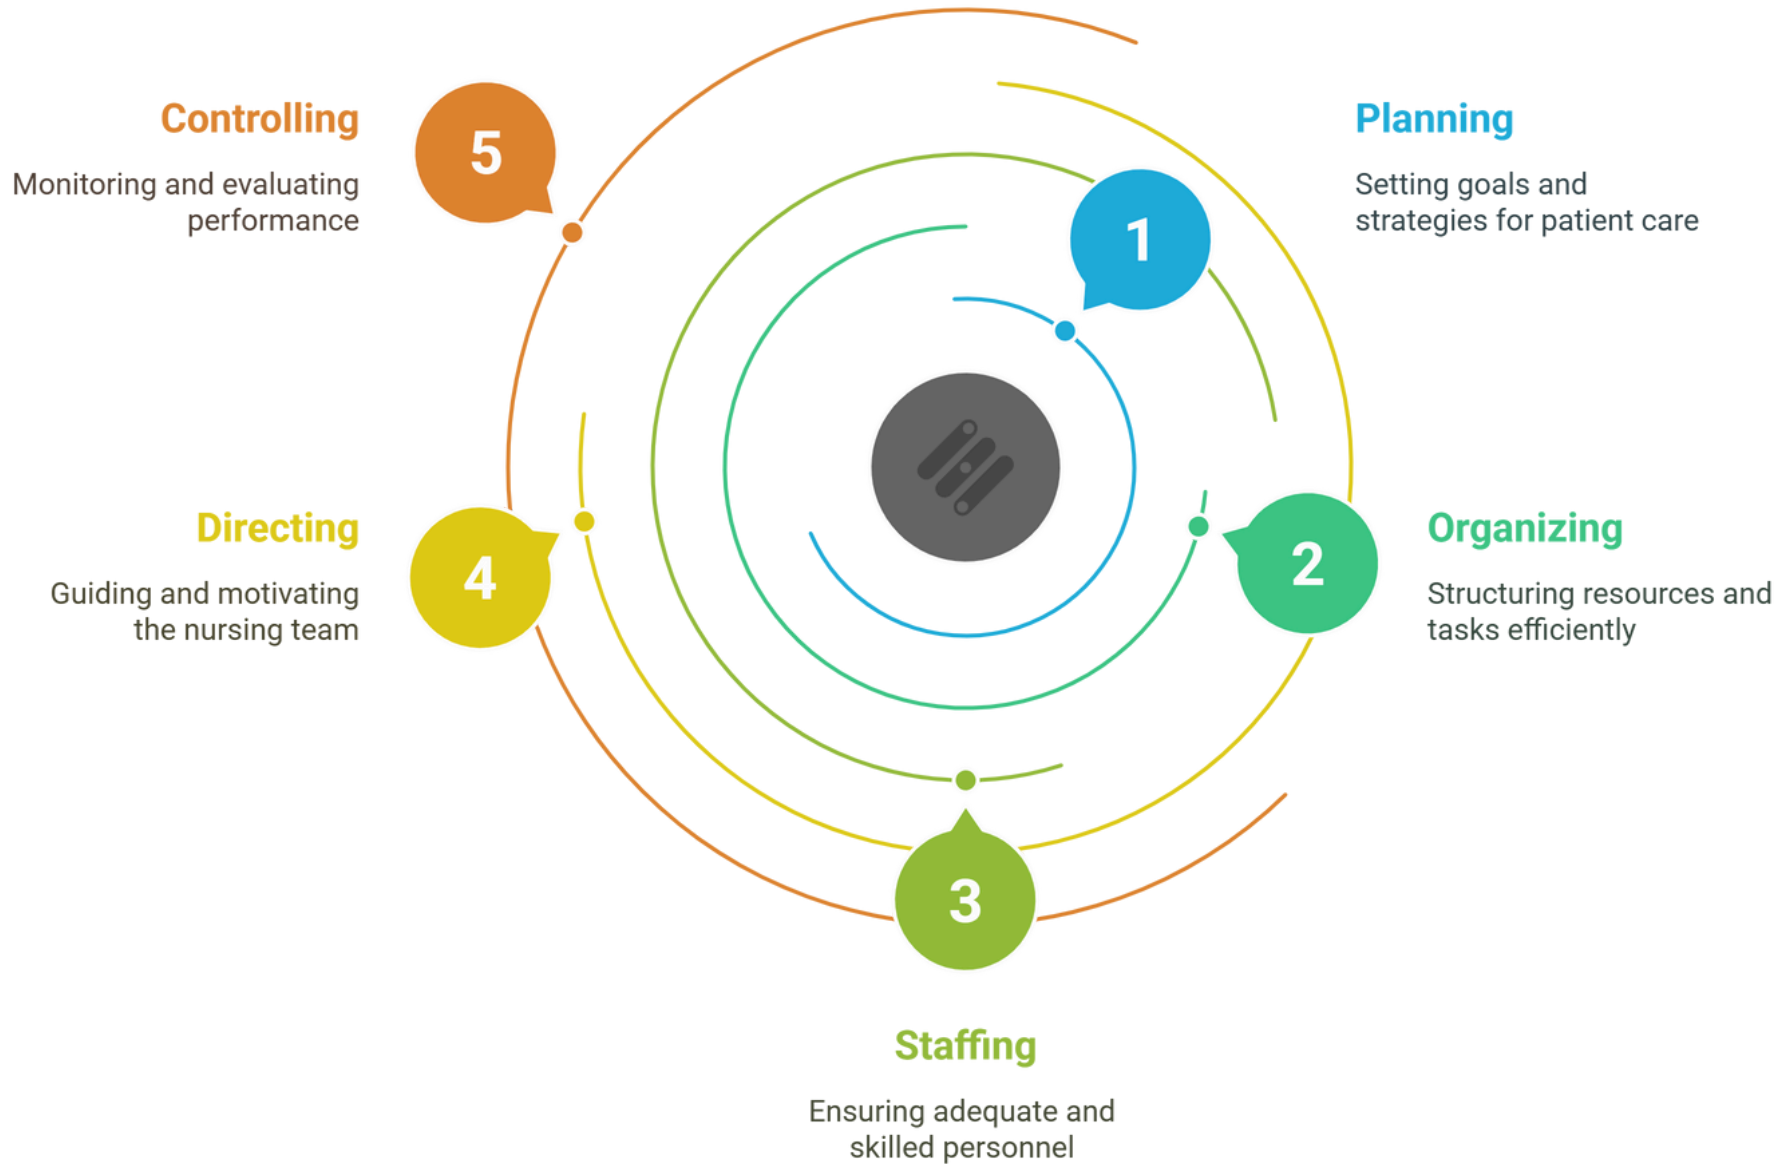 1
Planning
Setting goals and
strategies for patient care
2
Organizing
Structuring resources and
tasks efficiently
3
Staffing
Ensuring adequate and
skilled personnel
4
Directing
Guiding and motivating
the nursing team
5
Controlling
Monitoring and evaluating
performance